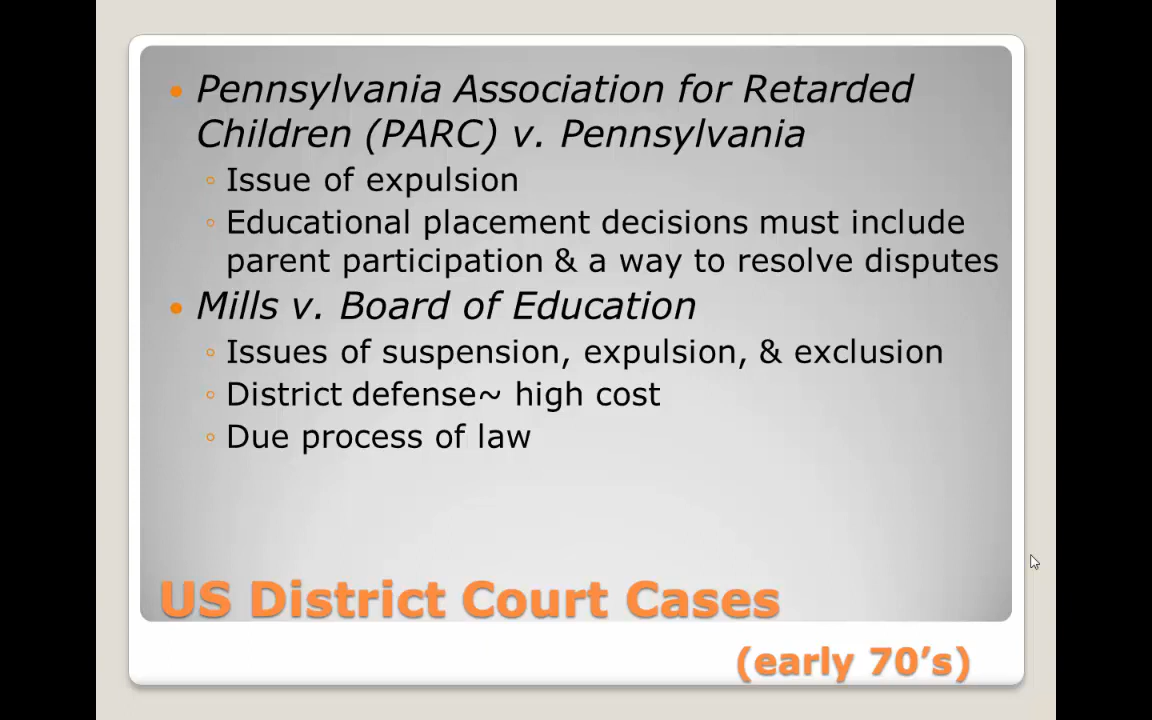 • Pennsylvania Association for Retarded
Children (PARC) v. Pennsylvania
◦ Issue of expulsion
◦ Educational placement decisions must include
parent participation & a way to resolve disputes
• Mills v. Board of Education
◦ Issues of suspension, expulsion, & exclusion
◦ District defense~ high cost
◦ Due process of law
US District Court Cases
(early 70’s)